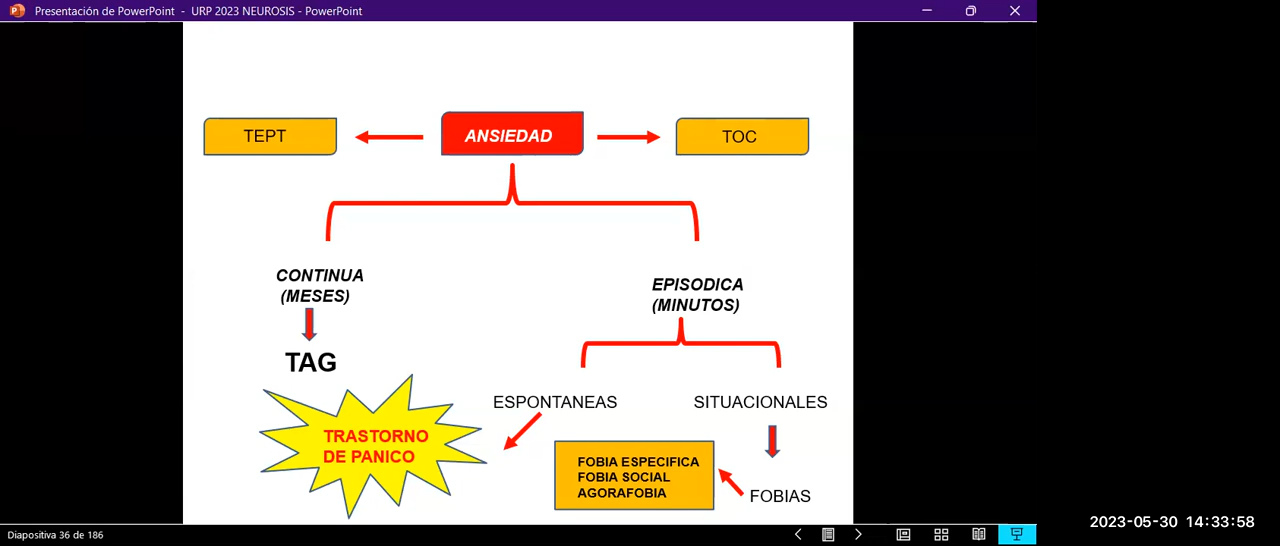 Presentación de PowerPoint - URP 2023 NEUROSIS - PowerPoint
TEPT
ANSIEDAD
TOC
CONTINUA
(MESES)
EPISODICA
(MINUTOS)
TAG
ESPONTANEAS
SITUACIONALES
TRASTORNO
DE PANICO
FOBIA ESPECIFICA
FOBIA SOCIAL
AGORAFOBIA
FOBIAS
Diapositiva 36 de 186
2023-05-30 14:33:58